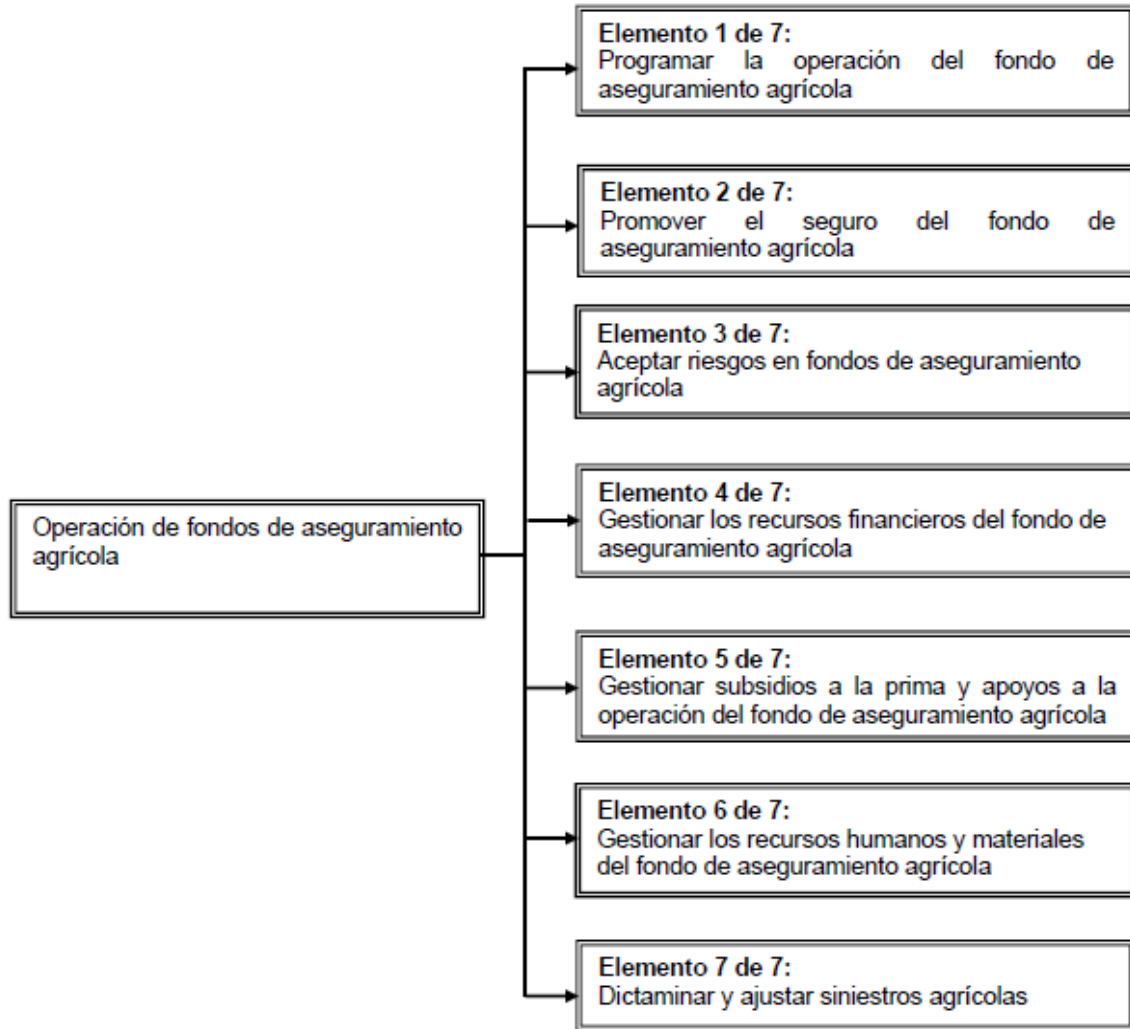 Elemento 1 de 7:
Programar la operación del fondo de
aseguramiento agrícola
Elemento 2 de 7:
Promover el seguro del fondo de
aseguramiento agrícola
Elemento 3 de 7:
Aceptar riesgos en fondos de aseguramiento
agrícola
Operación de fondos de aseguramiento
agrícola
Elemento 4 de 7:
Gestionar los recursos financieros del fondo de
aseguramiento agrícola
Elemento 5 de 7:
Gestionar subsidios a la prima y apoyos a la
operación del fondo de aseguramiento agrícola
Elemento 6 de 7:
Gestionar los recursos humanos y materiales
del fondo de aseguramiento agrícola
Elemento 7 de 7:
Dictaminar y ajustar siniestros agrícolas